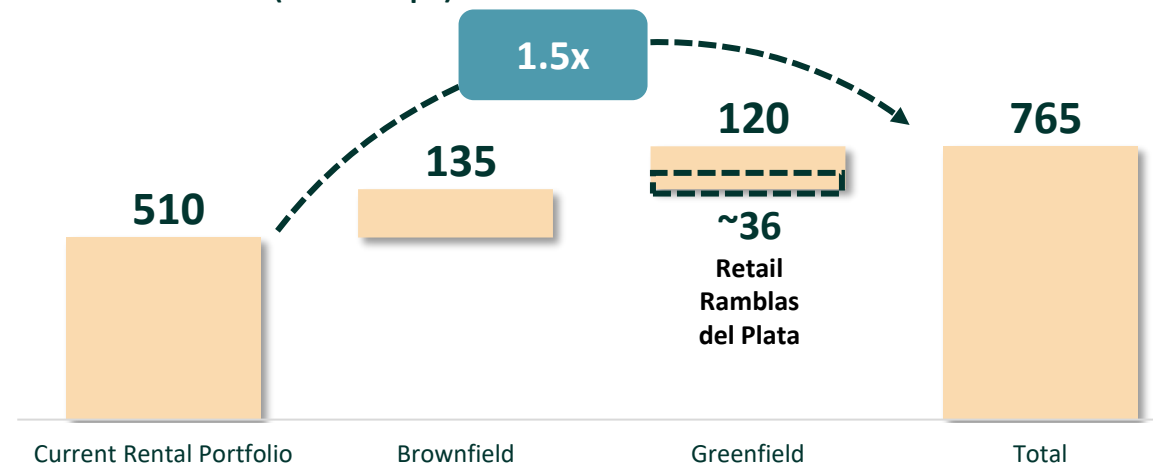 1.5x
120
765
135
510
~36
Retail
Ramblas
del Plata
Current Rental Portfolio
Brownfield
Greenfield
Total